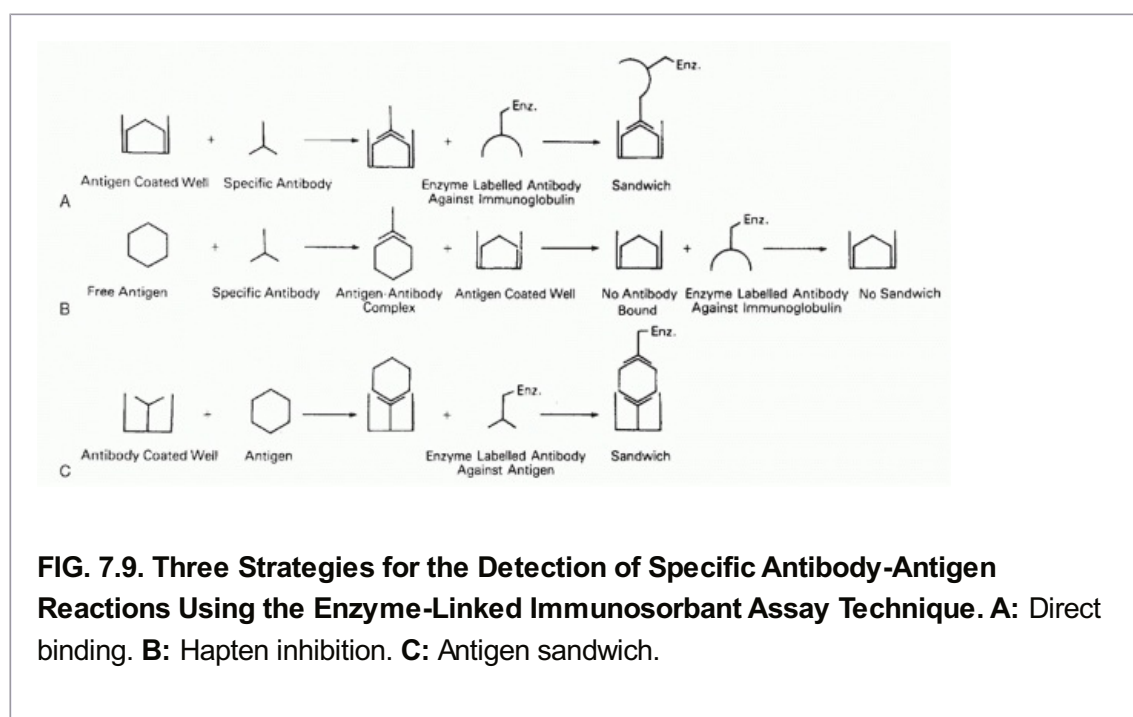 Enz.
Enz.
+
+
Antigen Coated Well
Specific Antibody
Enzyme Labelled Antibody
Against Immunoglobulin
Sandwich
A
Enz.
+
+
+
Free Antigen
Specific Antibody
Antigen-Antibody
Complex
Antigen Coated Well
No Antibody
Bound
Enzyme Labelled Antibody
Against Immunoglobulin
No Sandwich
B
Enz.
Enz.
+
+
Antibody Coated Well
Antigen
Enzyme Labelled Antibody
Against Antigen
Sandwich
C
FIG. 7.9. Three Strategies for the Detection of Specific Antibody-Antigen
Reactions Using the Enzyme-Linked Immunosorbant Assay Technique. A: Direct
binding. B: Hapten inhibition. C: Antigen sandwich.